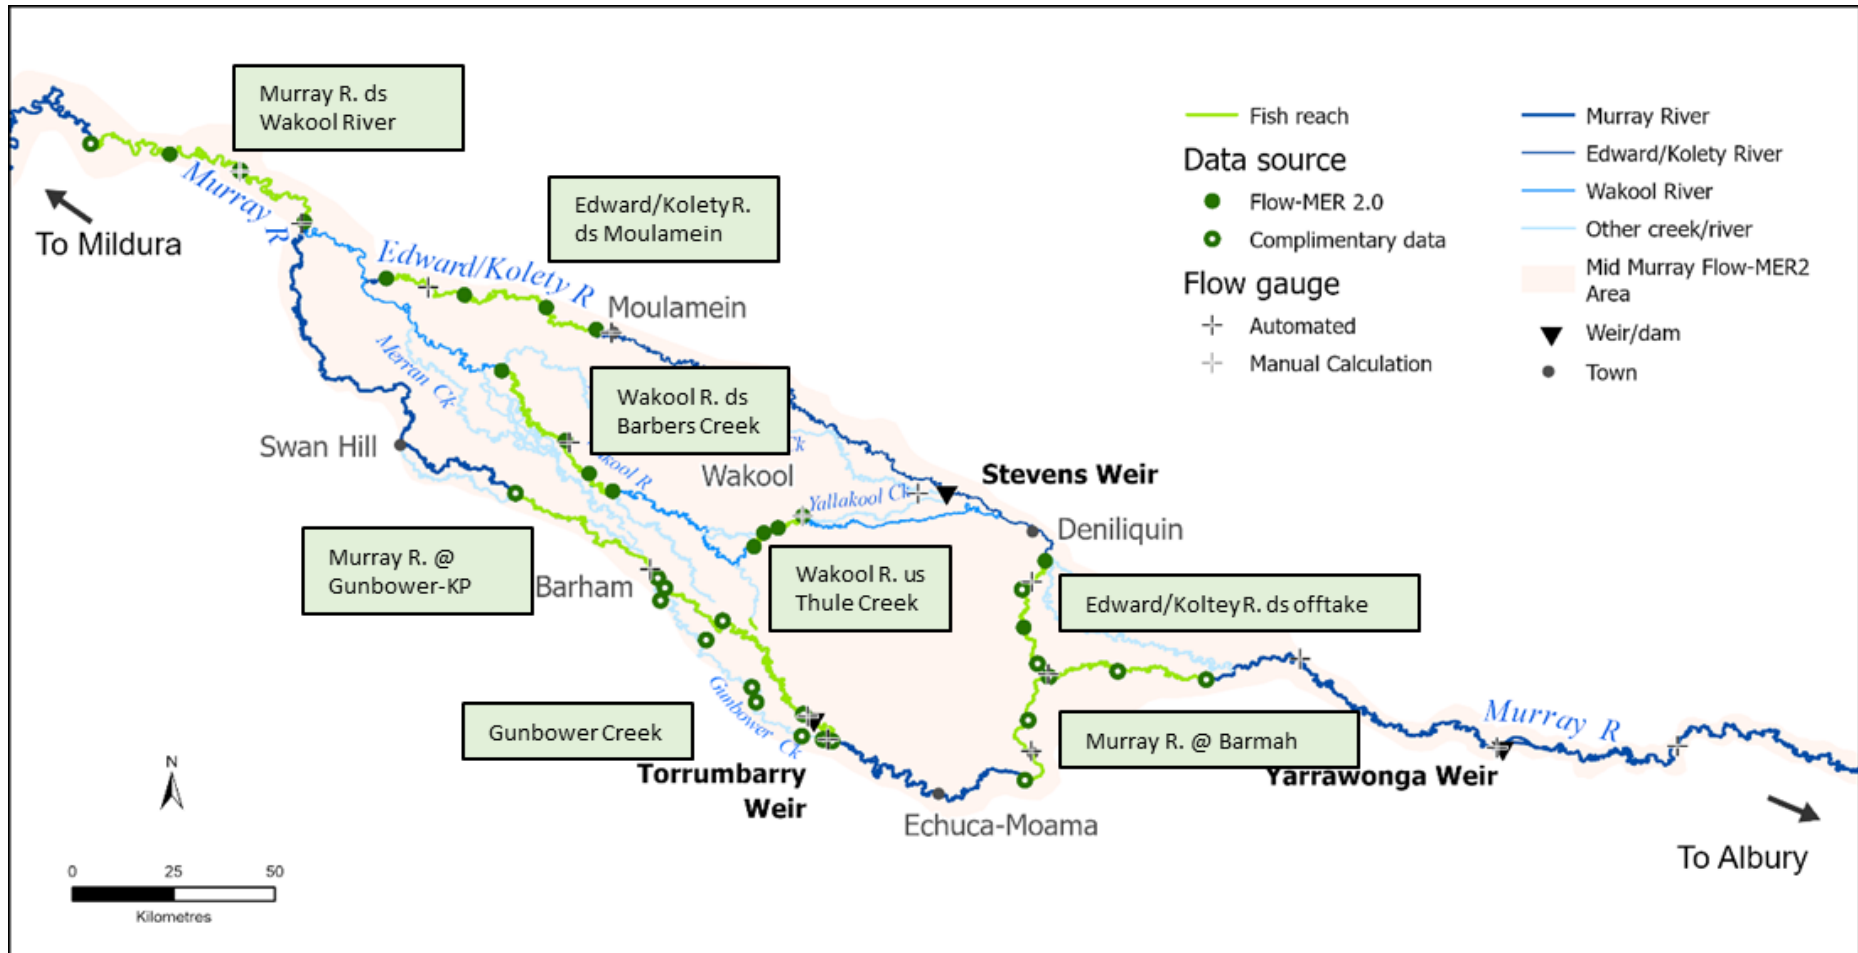 Murray R. ds
Wakool River
Edward/Kolety R.
ds Moulamein
Fish reach
Data source
Flow-MER 2.0
Complimentary data
Flow gauge
Automated
Manual Calculation
Murray River
Edward/Kolety River
Wakool River
Other creek/river
Mid Murray Flow-MER2
Area
Weir/dam
Town
To Mildura
Murray R
Edward/Kolety R
Moulamein
Merran Ck
Wakool R. ds
Barbers Creek
Swan Hill
Wakool
Yallakool Ck
Stevens Weir
Deniliquin
Murray R. @
Gunbower-KP
Barham
Wakool R. us
Thule Creek
Edward/Koltey R. ds offtake
Gunbower Creek
Gunbower Ck
Murray R. @ Barmah
Murray R
Torrumbarry
Weir
Yarrawonga Weir
Echuca-Moama
To Albury
N
0 25 50
Kilometres